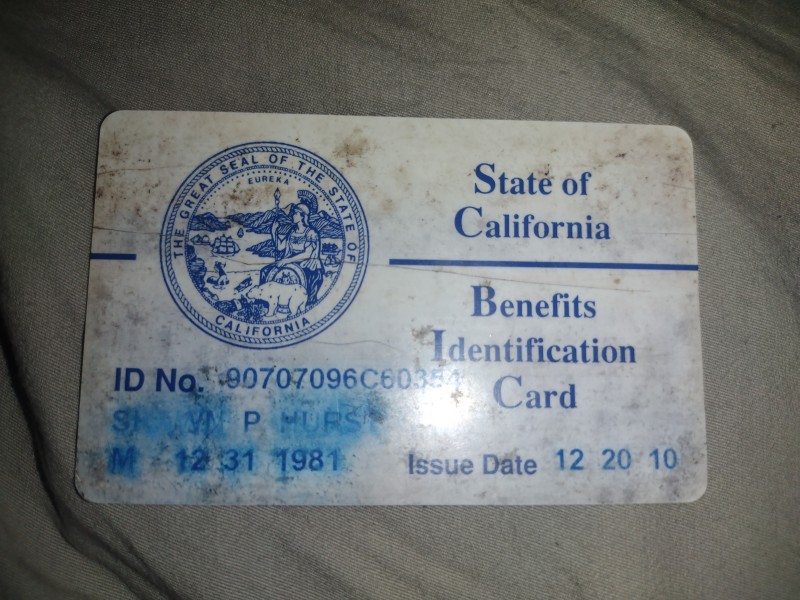 THE GREAT SEAL OF THE STATE OF CALIFORNIA
EUREKA
State of
California
Benefits
Identification
Card
ID No. 90707096C60354
P
M 12 31 1981
Issue Date 12 20 10